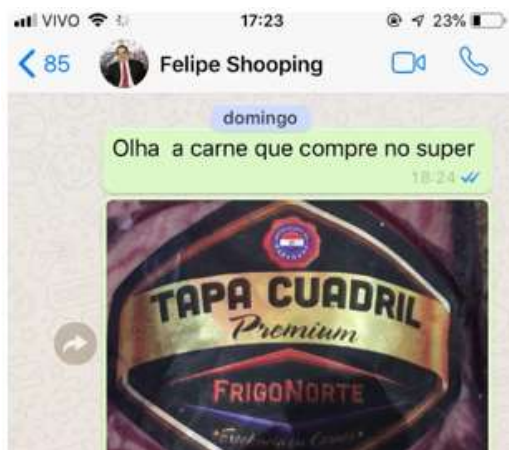 VIVO 17:23 23%
85 Felipe Shooping
domingo
Olha a carne que compre no super
18:24
TAPA CUADRIL
Premium
FRIGONORTE